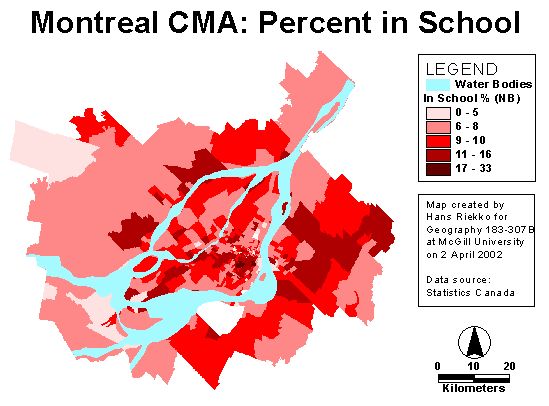 Montreal CMA: Percent in School
LEGEND
Water Bodies
In School % (NB)
0 - 5
6 - 8
9 - 10
11 - 16
17 - 33
Map created by
Hans Riekko for
Geography 183-307B
at McGill University
on 2 April 2002
Data source:
Statistics Canada
0 10 20
Kilometers